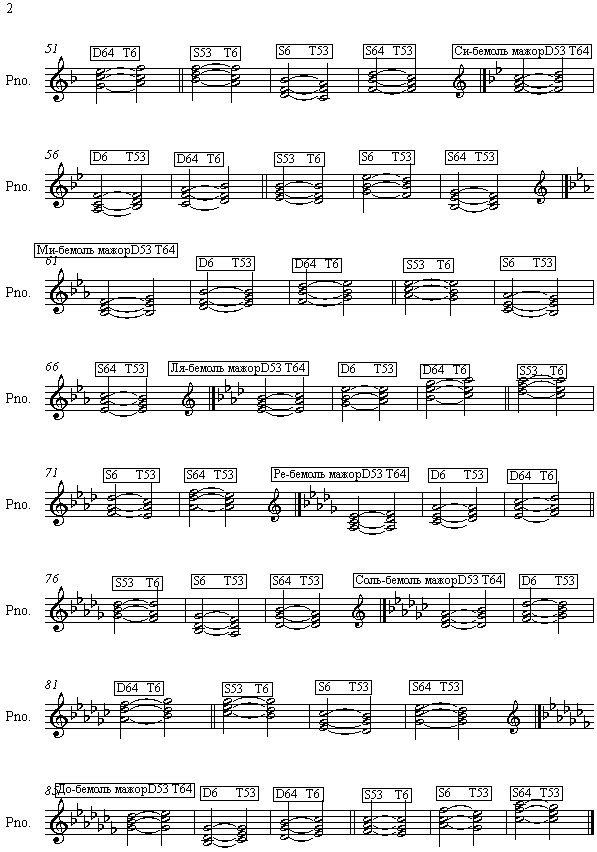 2
51 D64 T6 S53 T6 S6 T53 S64 T53 Си-бемоль мажорD53 T64
Pno.
56 D6 T53 D64 T6 S53 T6 S6 T53 S64 T53
Pno.
Ми-бемоль мажорD53 T64
61 D6 T53 D64 T6 S53 T6 S6 T53
Pno.
66 S64 T53 Ля-бемоль мажорD53 T64 D6 T53 D64 T6 S53 T6
Pno.
71 S6 T53 S64 T53 Ре-бемоль мажорD53 T64 D6 T53 D64 T6
Pno.
76 S53 T6 S6 T53 S64 T53 Соль-бемоль мажорD53 T64 D6 T53
Pno.
81 D64 T6 S53 T6 S6 T53 S64 T53
Pno.
До-бемоль мажорD53 T64 D6 T53 D64 T6 S53 T6 S6 T53 S64 T53
Pno.